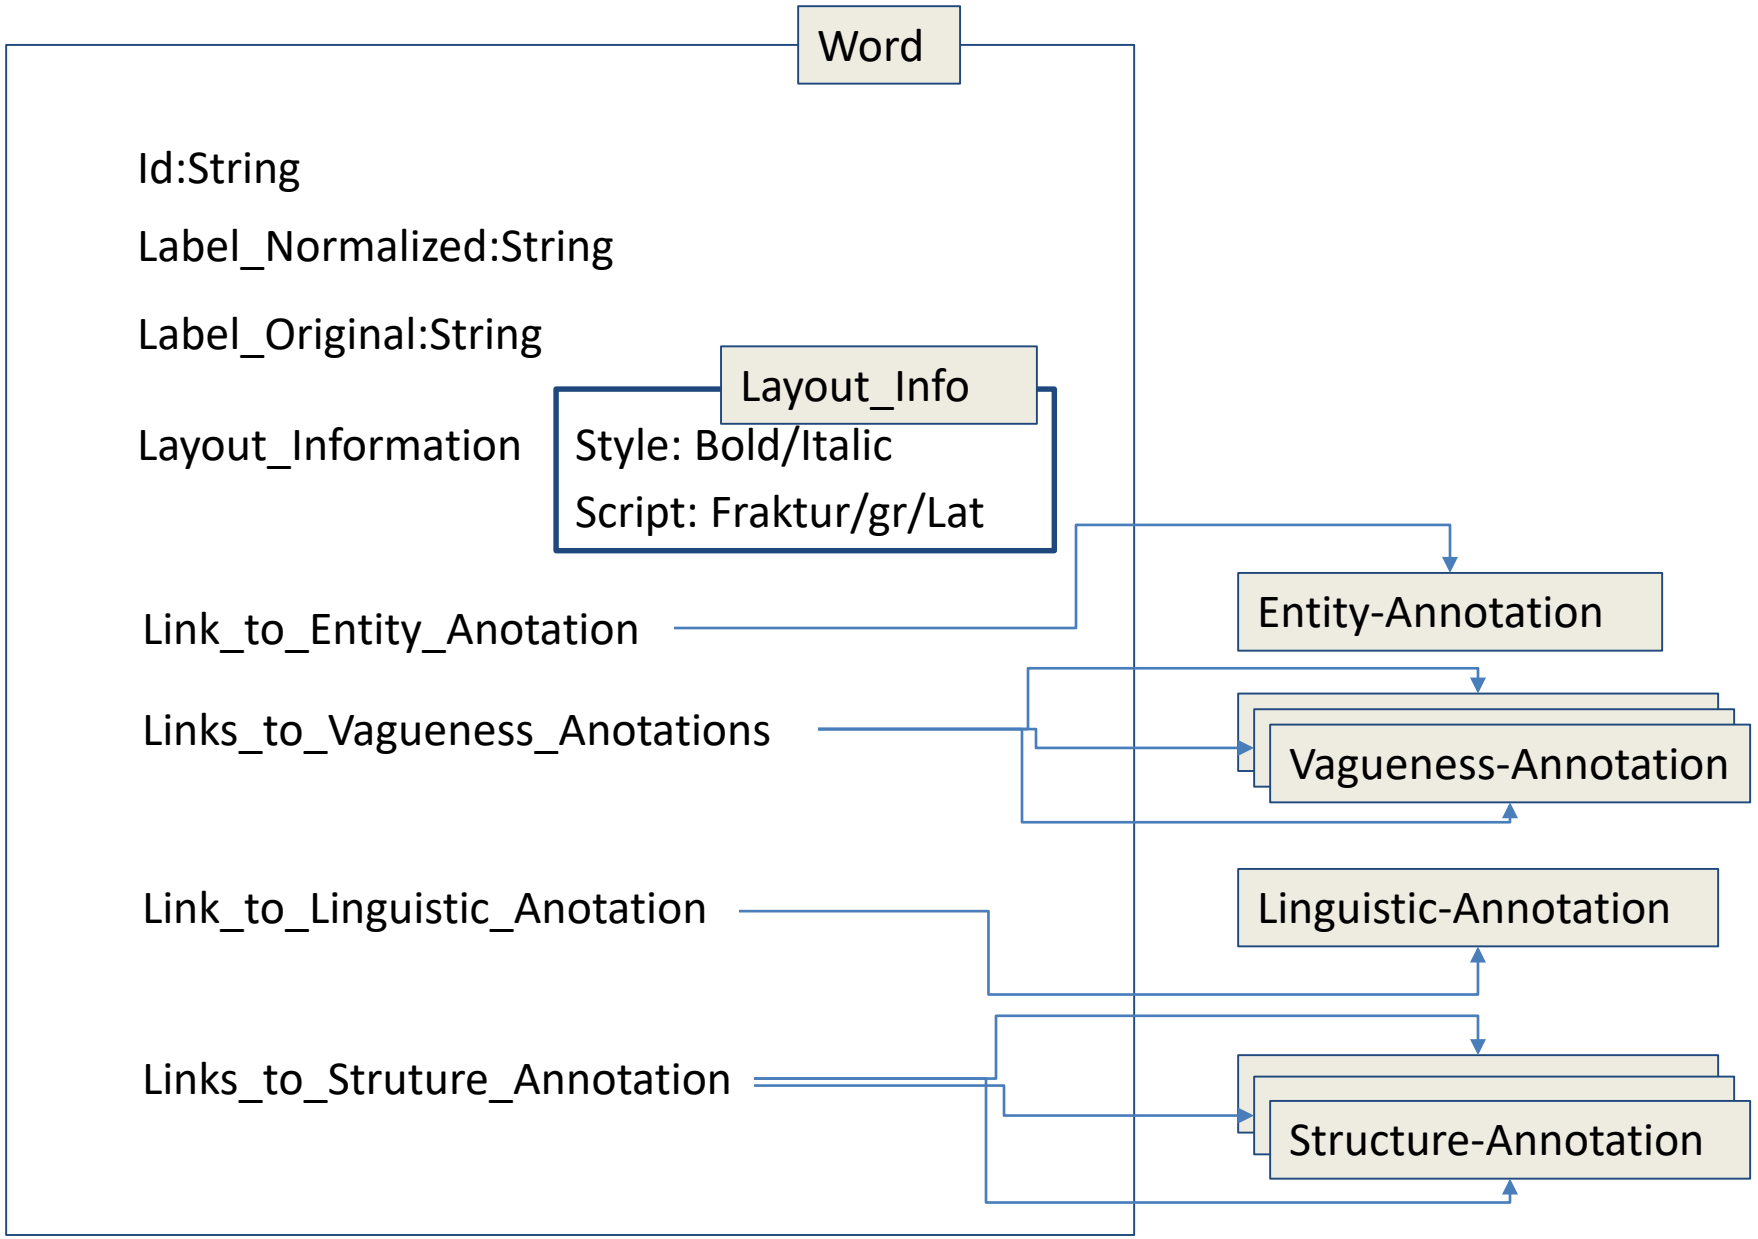 Word
Id:String
Label_Normalized:String
Label_Original:String
Layout_Info
Layout_Information
Style: Bold/Italic
Script: Fraktur/gr/Lat
Link_to_Entity_Anotation
Entity-Annotation
Links_to_Vagueness_Anotations
Vagueness-Annotation
Link_to_Linguistic_Anotation
Linguistic-Annotation
Links_to_Struture_Annotation
Structure-Annotation